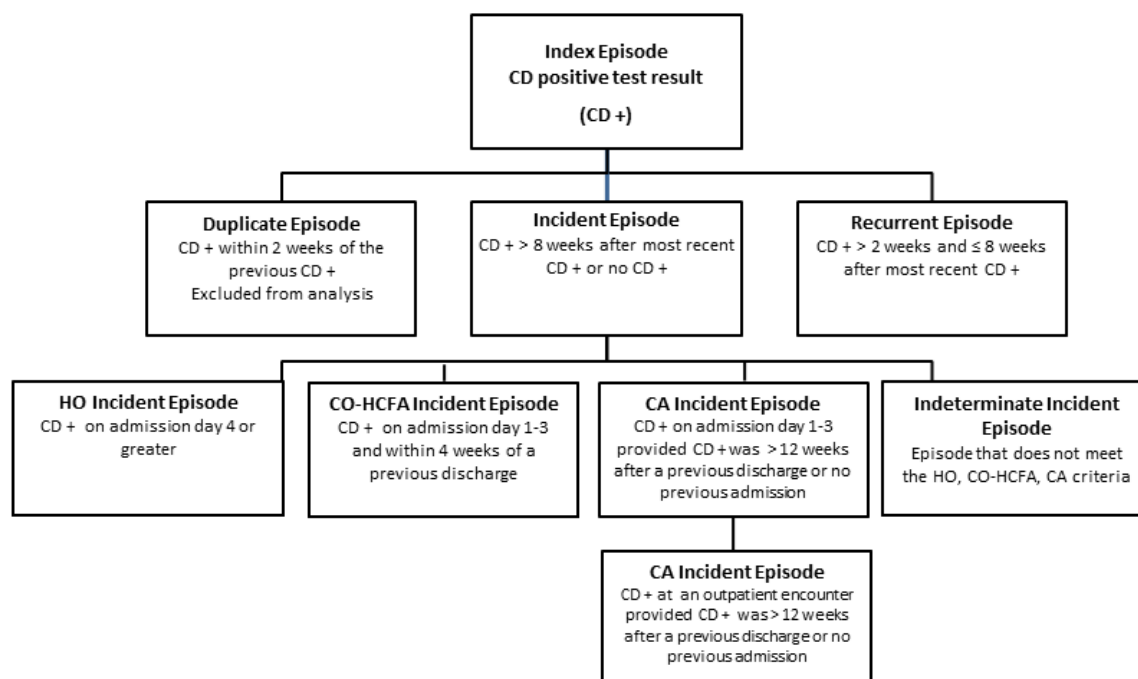 Index Episode
CD positive test result
(CD +)
Duplicate Episode
CD + within 2 weeks of the
previous CD +
Excluded from analysis
Incident Episode
CD + > 8 weeks after most recent
CD + or no CD +
Recurrent Episode
CD + > 2 weeks and ≤ 8 weeks
after most recent CD +
HO Incident Episode
CD + on admission day 4 or
greater
CO-HCFA Incident Episode
CD + on admission day 1-3
and within 4 weeks of a
previous discharge
CA Incident Episode
CD + on admission day 1-3
provided CD + was > 12 weeks
after a previous discharge or no
previous admission
Indeterminate Incident
Episode
Episode that does not meet
the HO, CO-HCFA, CA criteria
CA Incident Episode
CD + at an outpatient encounter
provided CD + was > 12 weeks
after a previous discharge or no
previous admission